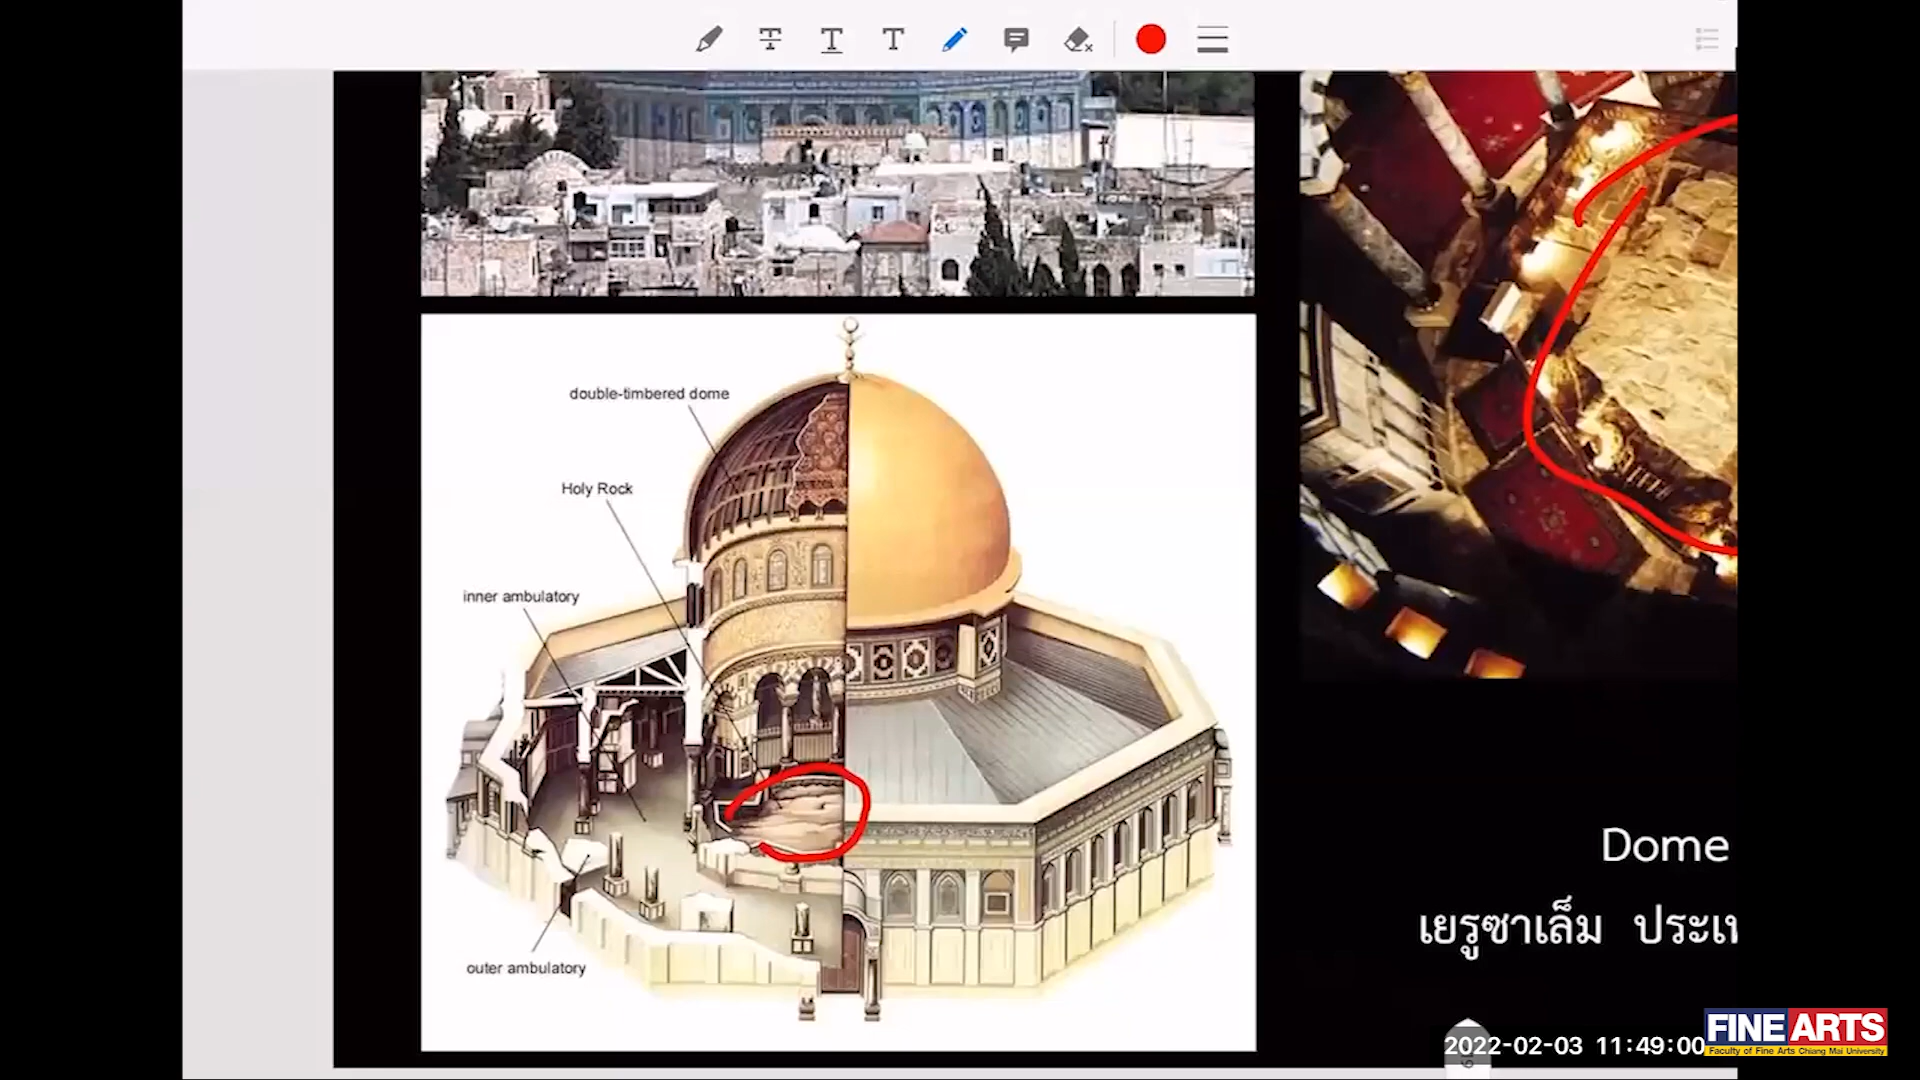 double-timbered dome
Holy Rock
inner ambulatory
outer ambulatory
Dome
เยรูซาเล็ม ประเท
2022-02-03 11:49:00
FINE ARTS
Faculty of Fine Arts Chiang Mai University